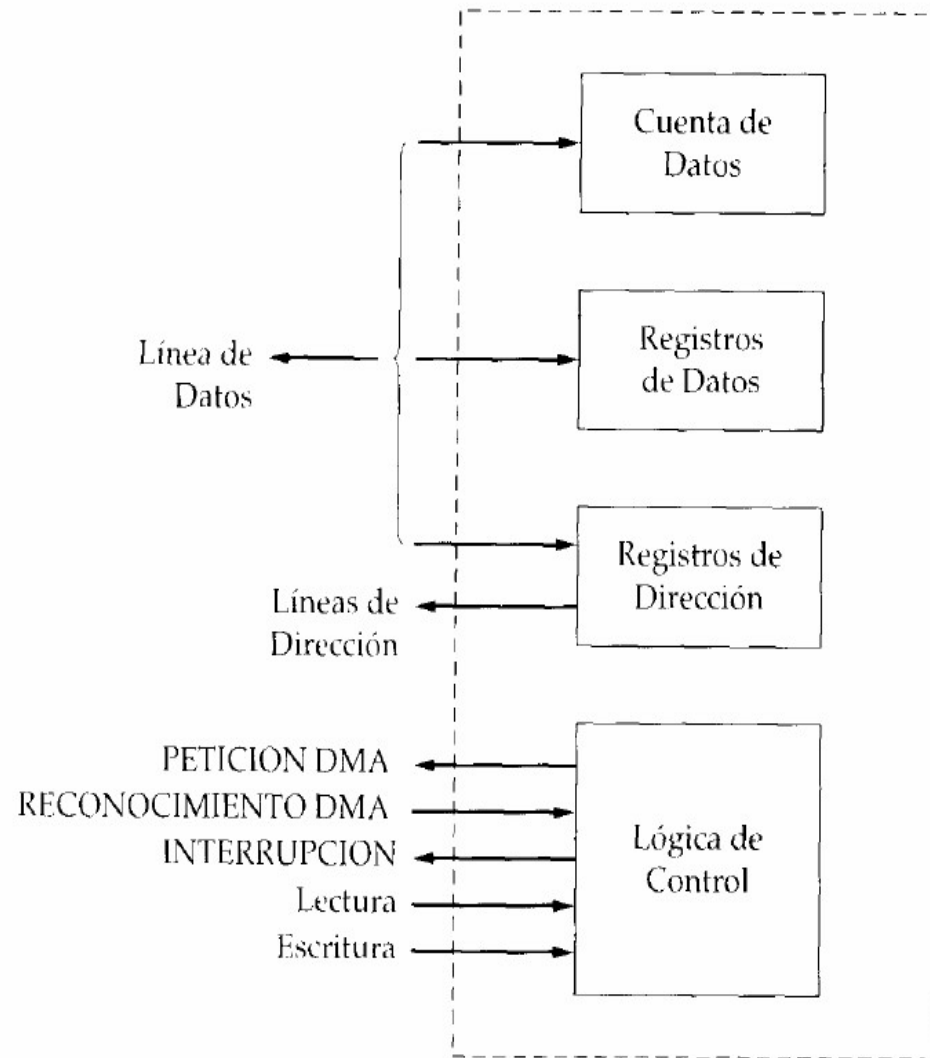 Cuenta de
Datos
Línea de
Datos
Registros
de Datos
Registros de
Dirección
Líneas de
Dirección
PETICION DMA
RECONOCIMIENTO DMA
INTERRUPCION
Lectura
Escritura
Lógica de
Control